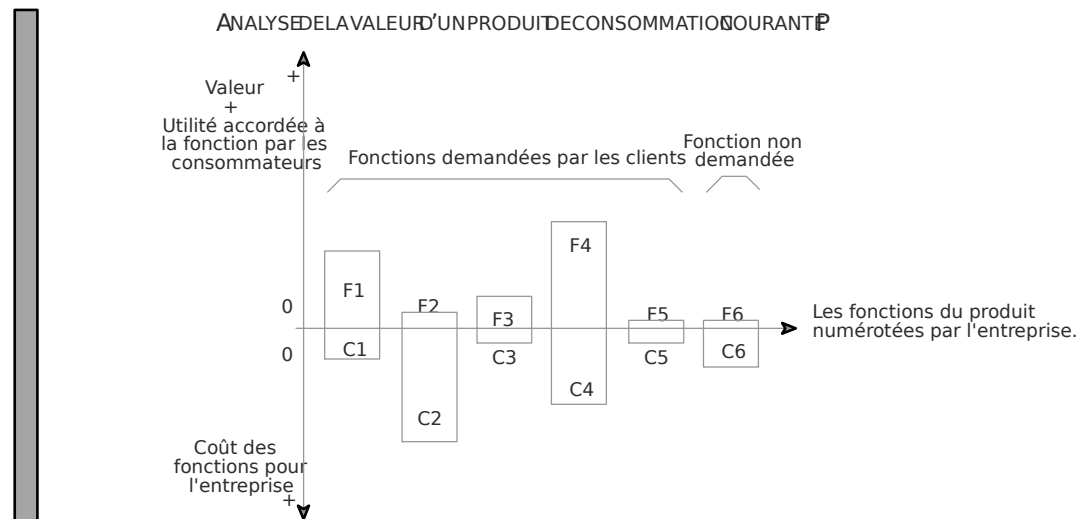 ANALYSE DE LA VALEUR D'UN PRODUIT DE CONSOMMATION COURANTE P
+
Valeur
+
Utilité accordée à
la fonction par les
consommateurs
Fonctions demandées par les clients
Fonction non
demandée
F1
F2
F3
F4
F5
F6
0
0
C1
C2
C3
C4
C5
C6
Les fonctions du produit
numérotées par l'entreprise.
Coût des
fonctions pour
l'entreprise
+